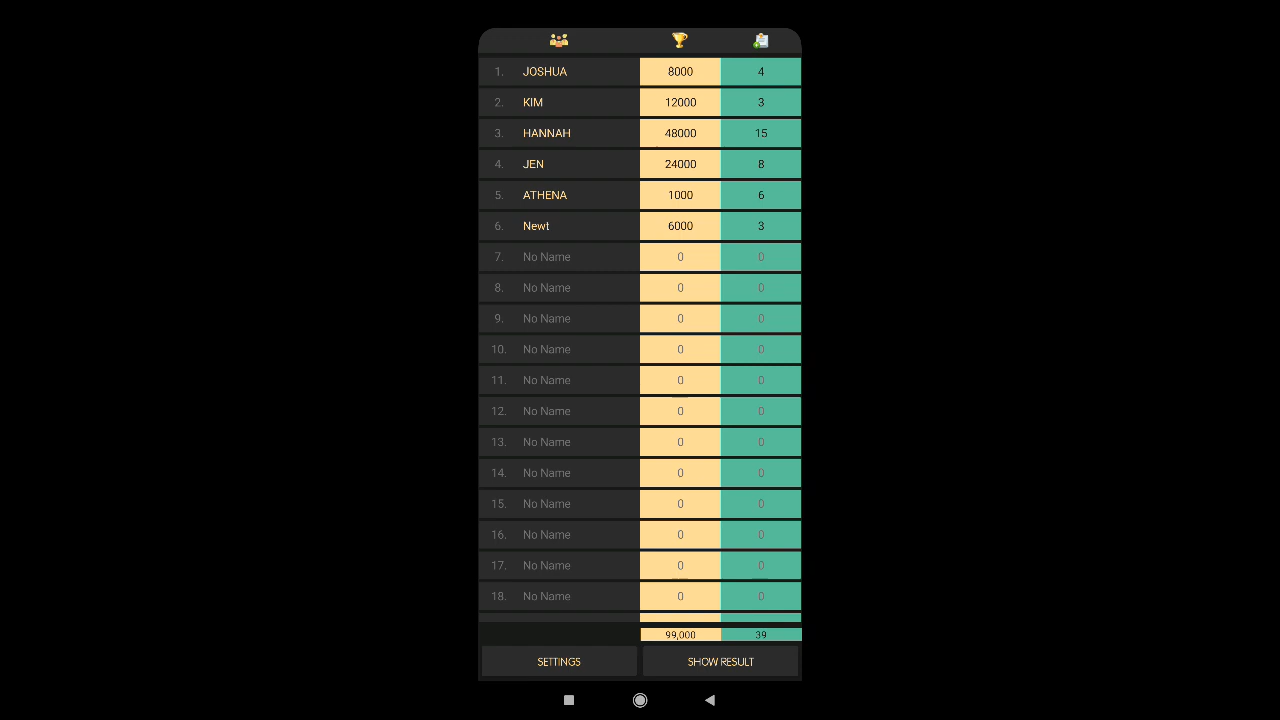 1. JOSHUA 8000 4
2. KIM 12000 3
3. HANNAH 48000 15
4. JEN 24000 8
5. ATHENA 1000 6
6. Newt 6000 3
7. No Name 0 0
8. No Name 0 0
9. No Name 0 0
10. No Name 0 0
11. No Name 0 0
12. No Name 0 0
13. No Name 0 0
14. No Name 0 0
15. No Name 0 0
16. No Name 0 0
17. No Name 0 0
18. No Name 0 0
99,000 39
SETTINGS SHOW RESULT